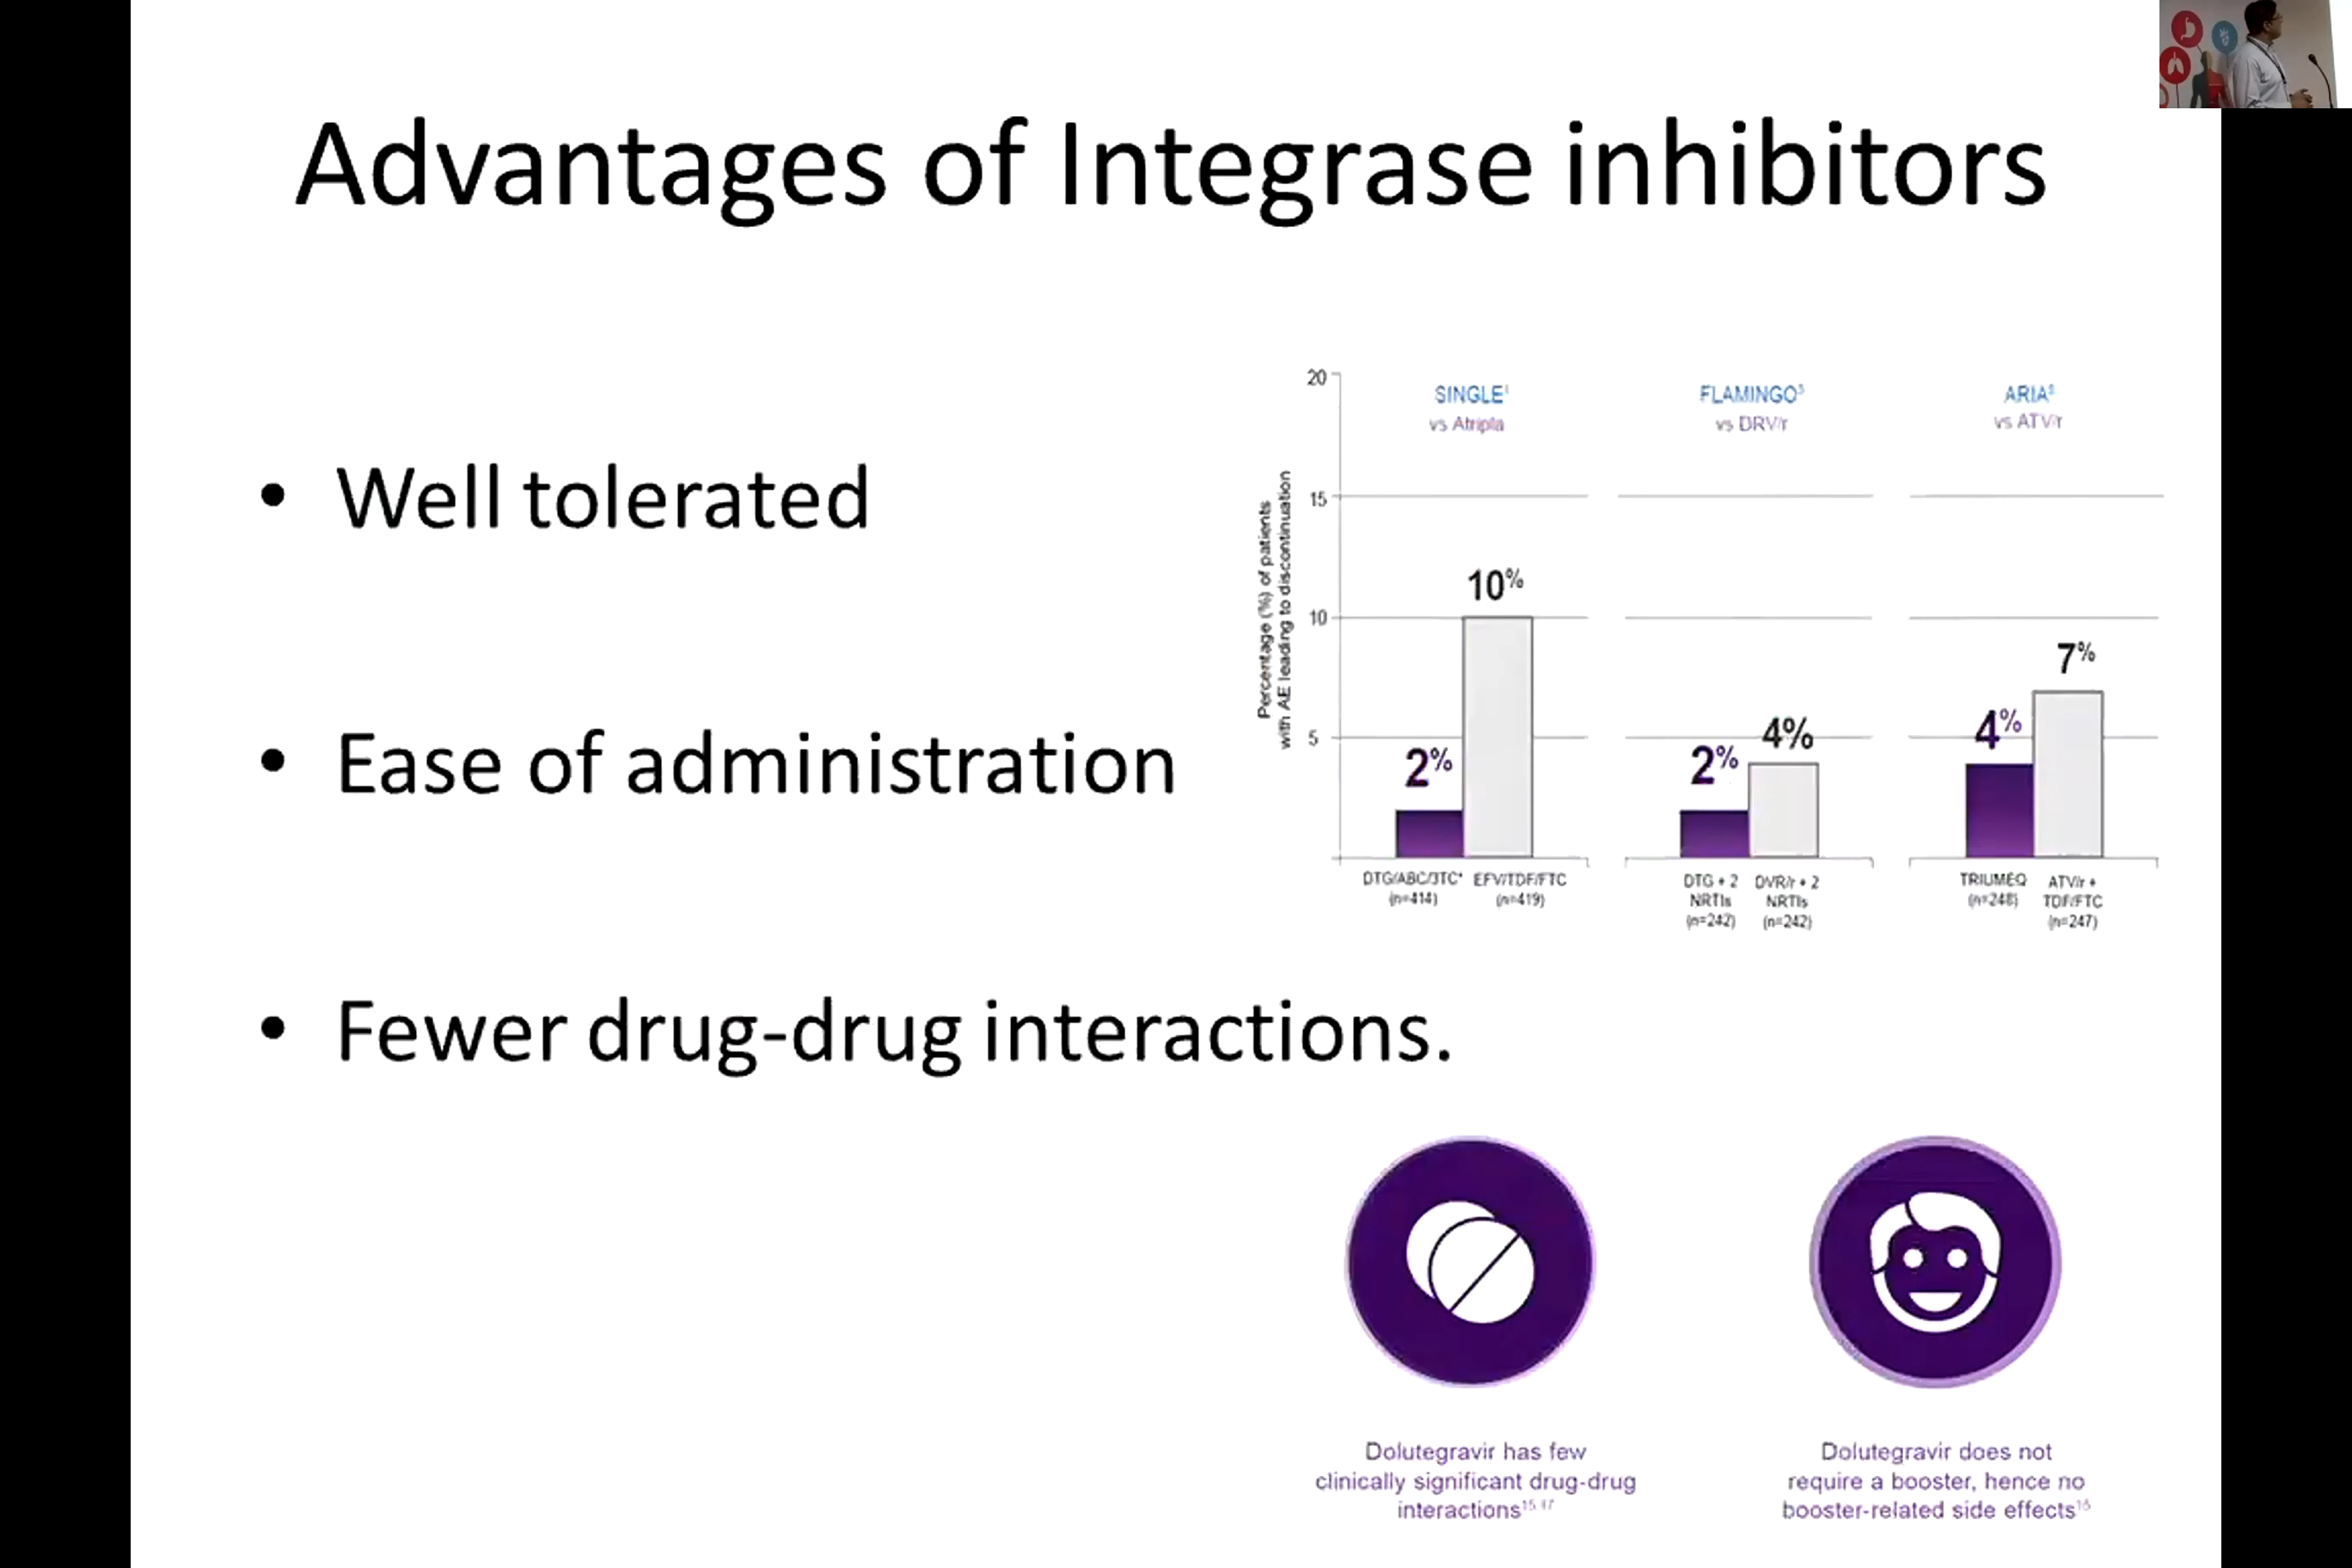 Advantages of Integrase inhibitors
• Well tolerated
• Ease of administration
• Fewer drug-drug interactions.
Percentage (%) of patients
with AE leading to discontinuation
20
15
10
5
SINGLE¹
vs Atripla
10%
2%
DTG/ABC/3TC* EFV/TDF/FTC
(n=414) (n=419)
FLAMINGO⁵
vs DRV/r
2%
4%
DTG + 2 DVR/r + 2
NRTIs NRTIs
(n=242) (n=242)
ARIA
vs ATV/r
4%
7%
TRIUMEQ ATV/r +
(n=248) TDF/FTC
(n=247)
Dolutegravir has few
clinically significant drug-drug
interactions
Dolutegravir does not
require a booster, hence no
booster-related side effects